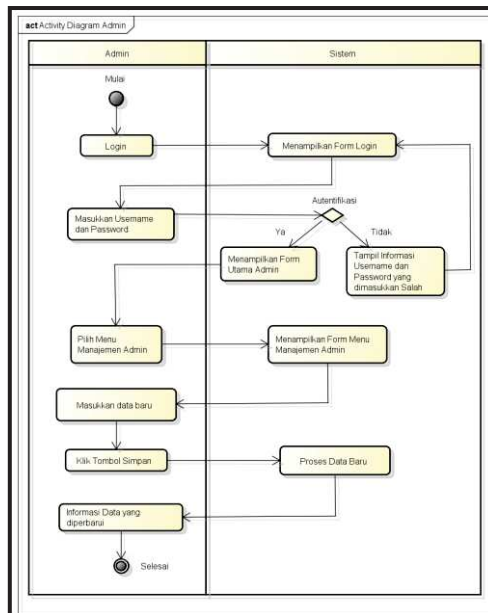 act Activity Diagram Admin
Admin
Sistem
Mulai
Login
Menampilkan Form Login
Autentifikasi
Masukkan Username
dan Password
Ya
Tidak
Menampilkan Form
Utama Admin
Tampil Informasi
Username dan
Password yang
dimasukkan Salah
Pilih Menu
Manajemen Admin
Menampilkan Form Menu
Manajemen Admin
Masukkan data baru
Klik Tombol Simpan
Proses Data Baru
Informasi Data yang
diperbarui
Selesai